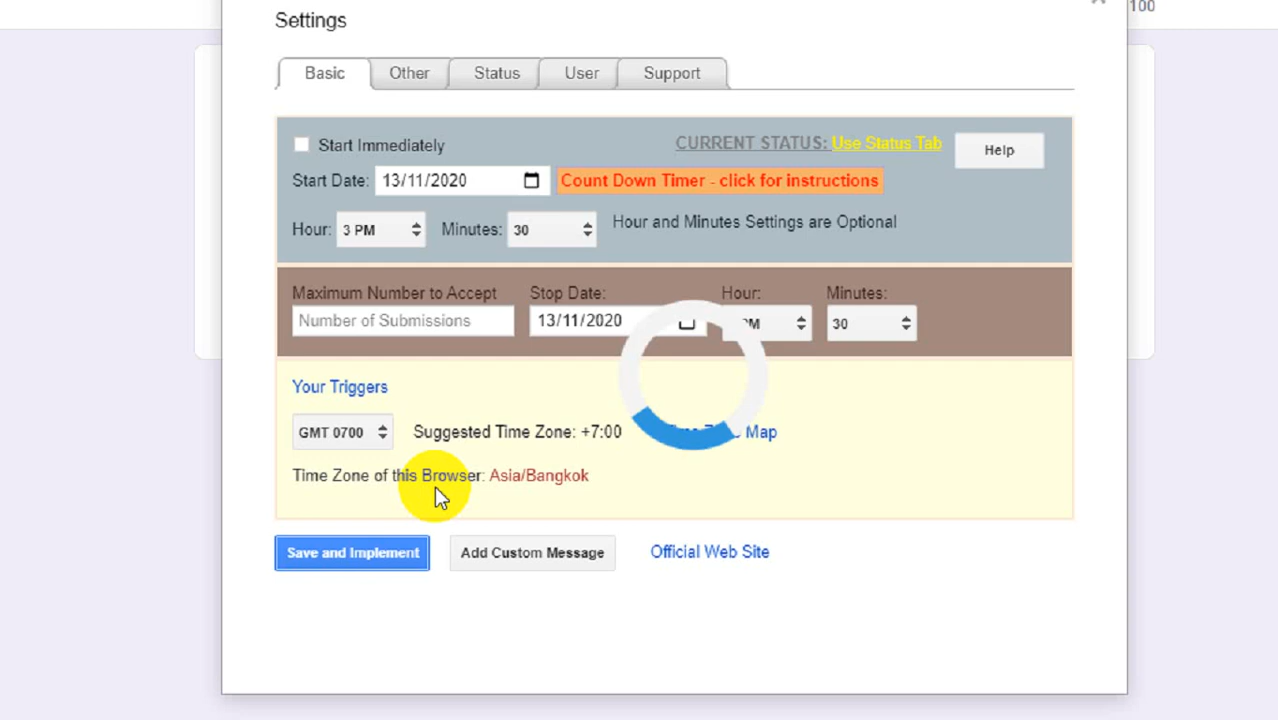 100
Settings
Basic Other Status User Support
Start Immediately CURRENT STATUS: Use Status Tab Help
Start Date: 13/11/2020 Count Down Timer - click for instructions
Hour: 3 PM Minutes: 30 Hour and Minutes Settings are Optional
Maximum Number to Accept Stop Date: Hour: Minutes:
Number of Submissions 13/11/2020 PM 30
Your Triggers
GMT 0700 Suggested Time Zone: +7:00 Map
Time Zone of this Browser: Asia/Bangkok
Save and Implement Add Custom Message Official Web Site